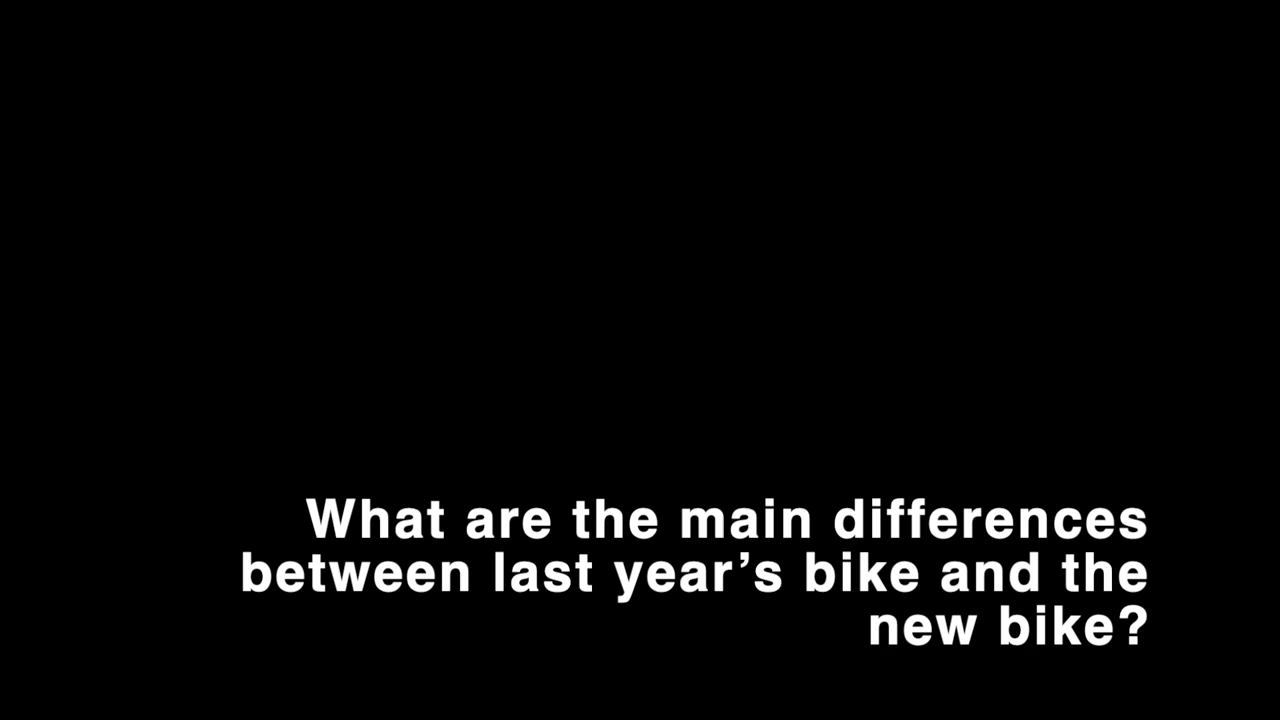 What are the main differences
between last year’s bike and the
new bike?